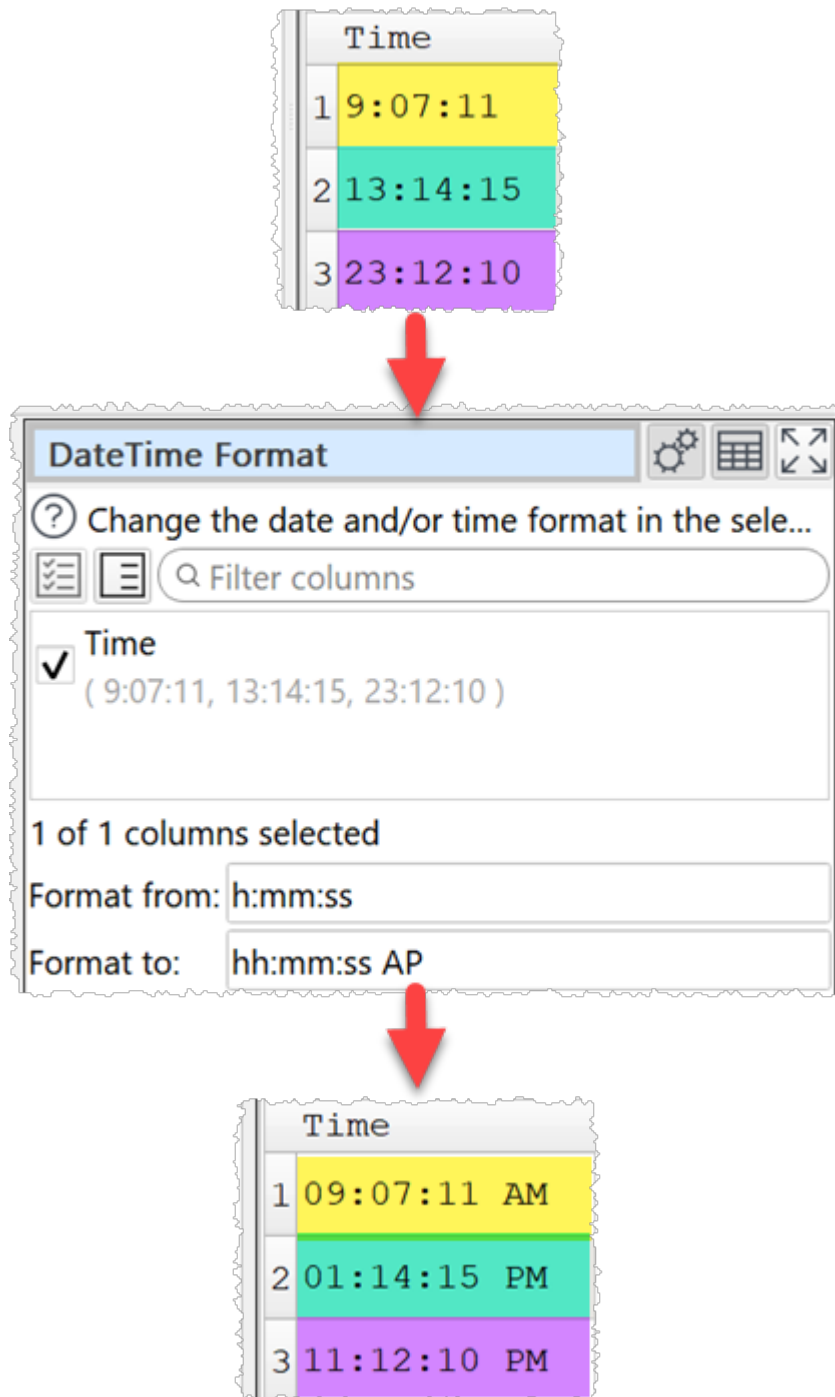 Time
1 9:07:11
2 13:14:15
3 23:12:10
DateTime Format
? Change the date and/or time format in the sele...
Filter columns
Time
( 9:07:11, 13:14:15, 23:12:10 )
1 of 1 columns selected
Format from: h:mm:ss
Format to: hh:mm:ss AP
Time
1 09:07:11 AM
2 01:14:15 PM
3 11:12:10 PM